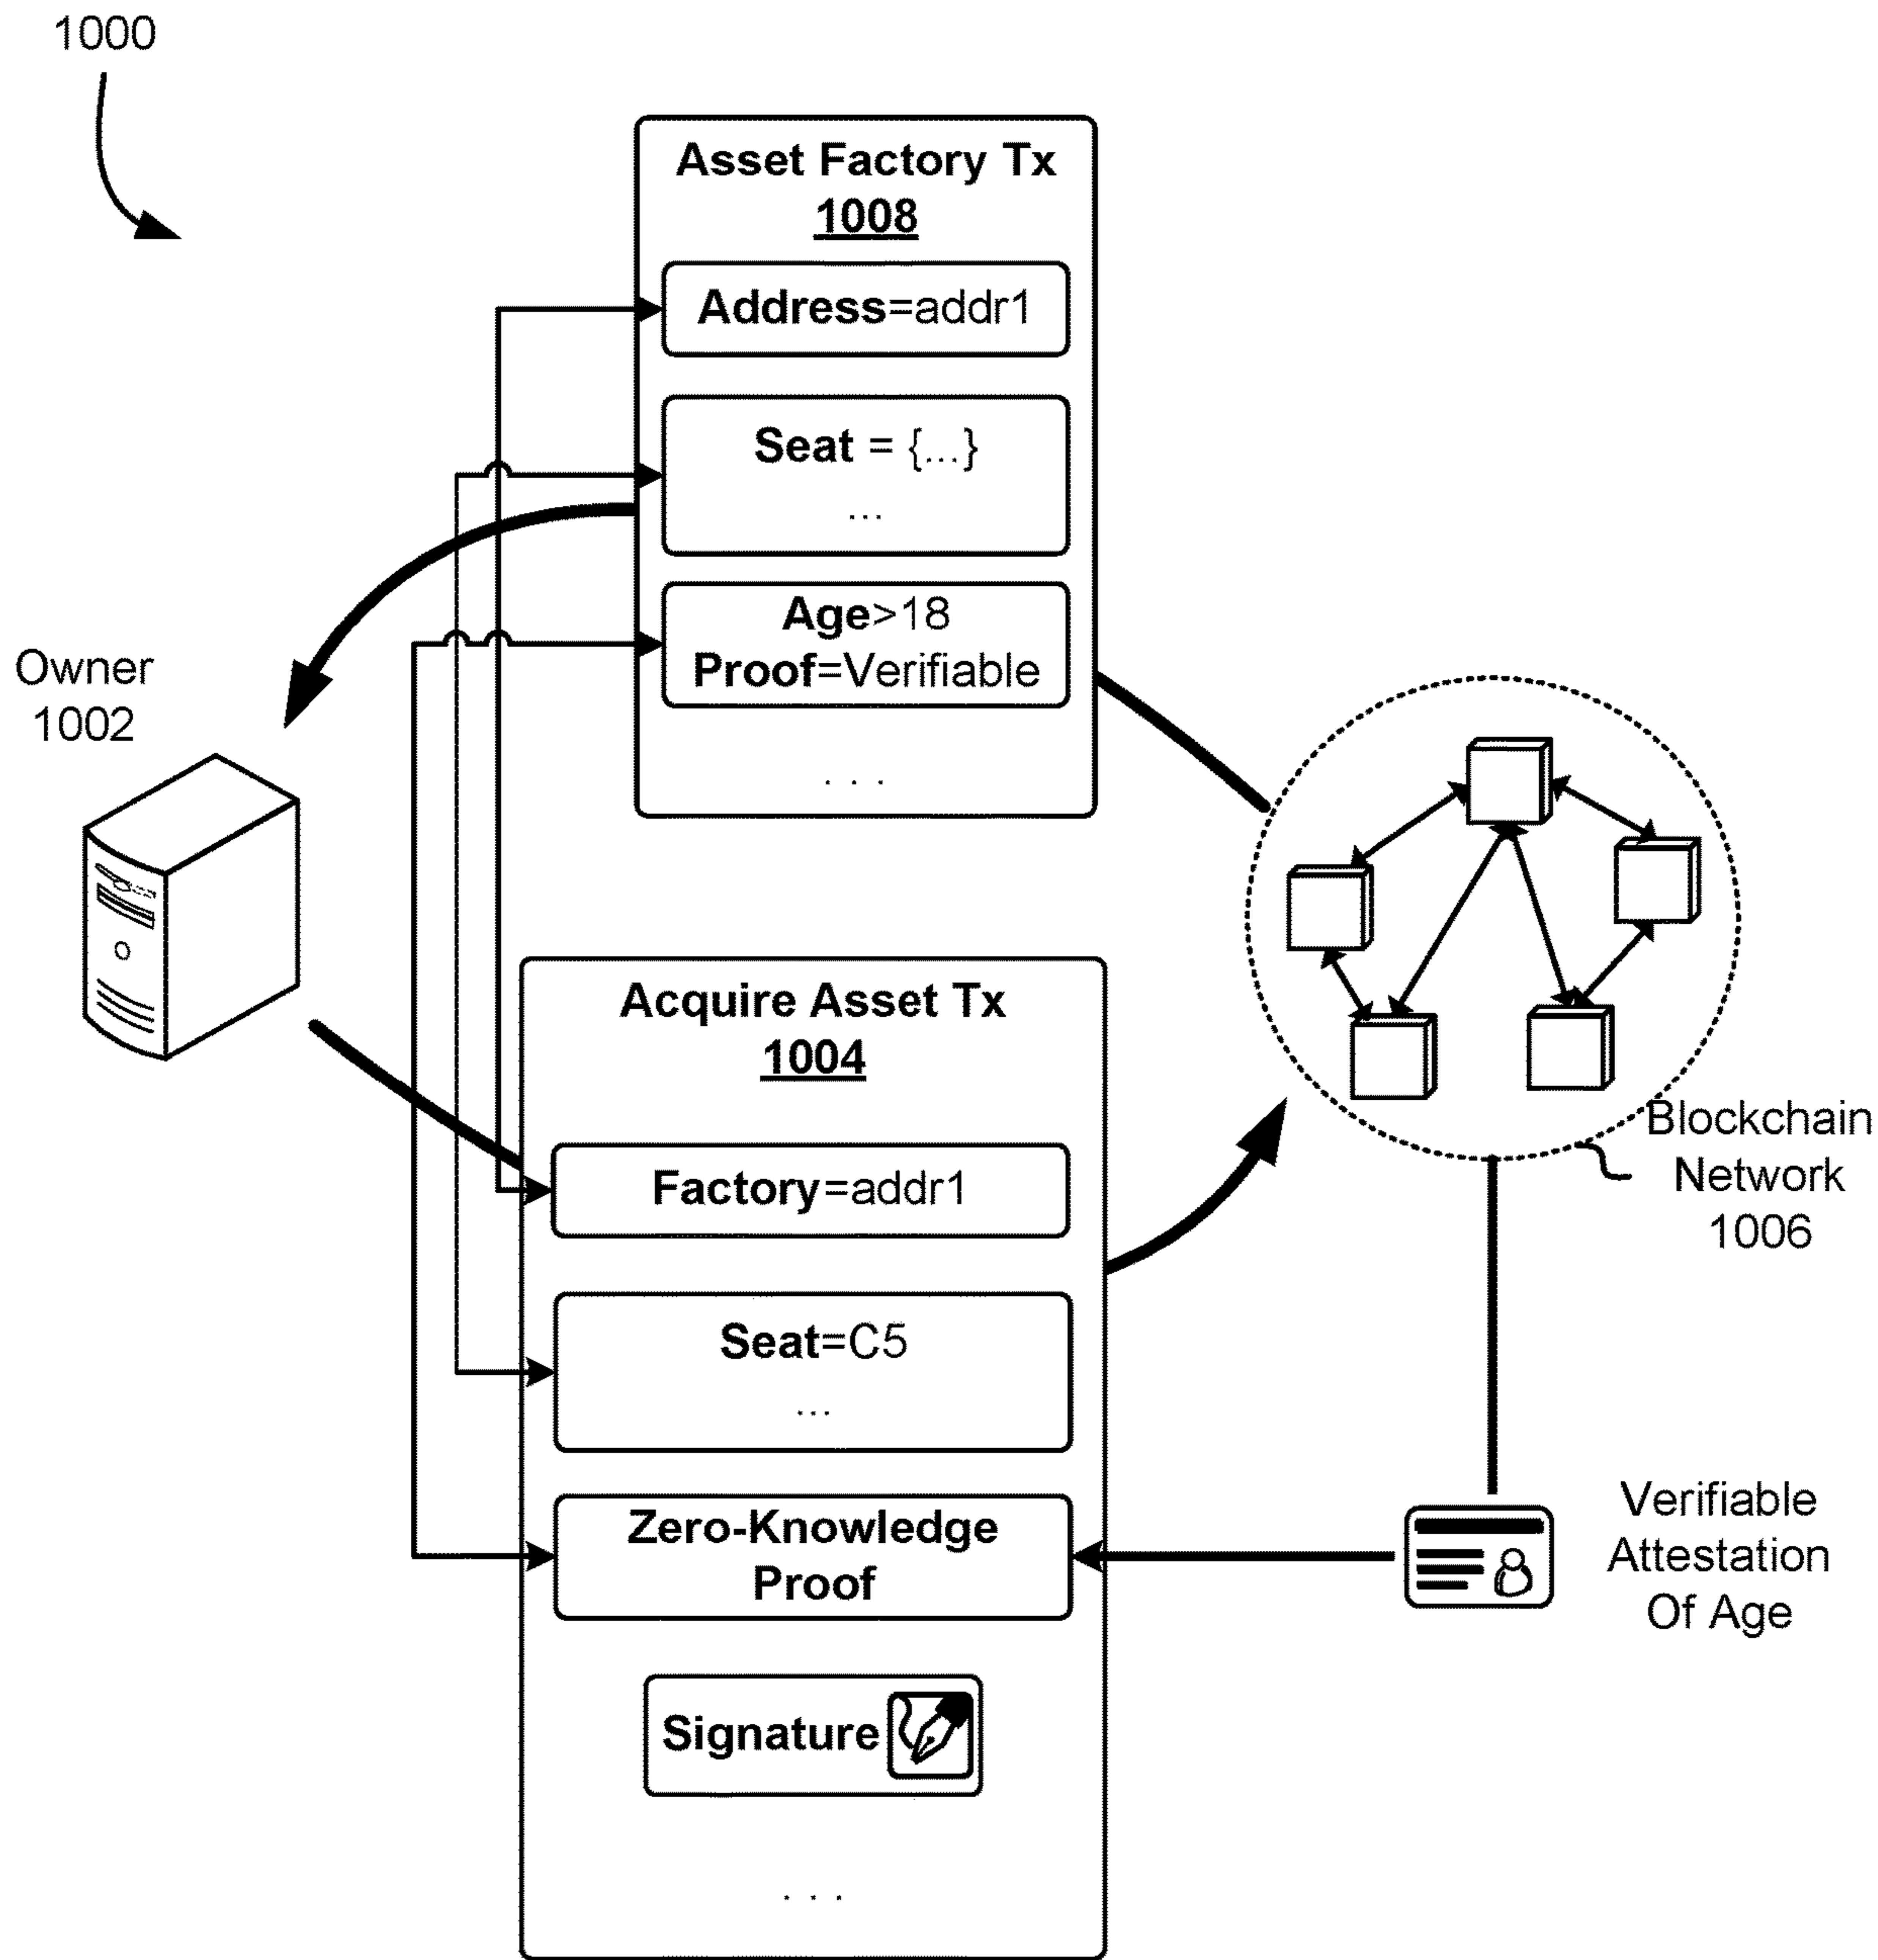 1000
Asset Factory Tx
1008
Address=addr1
Seat = {...}
...
Age>18
Proof=Verifiable
. . .
Owner
1002
Acquire Asset Tx
1004
Factory=addr1
Seat=C5
...
Zero-Knowledge
Proof
Signature
. . .
Blockchain
Network
1006
Verifiable
Attestation
Of Age